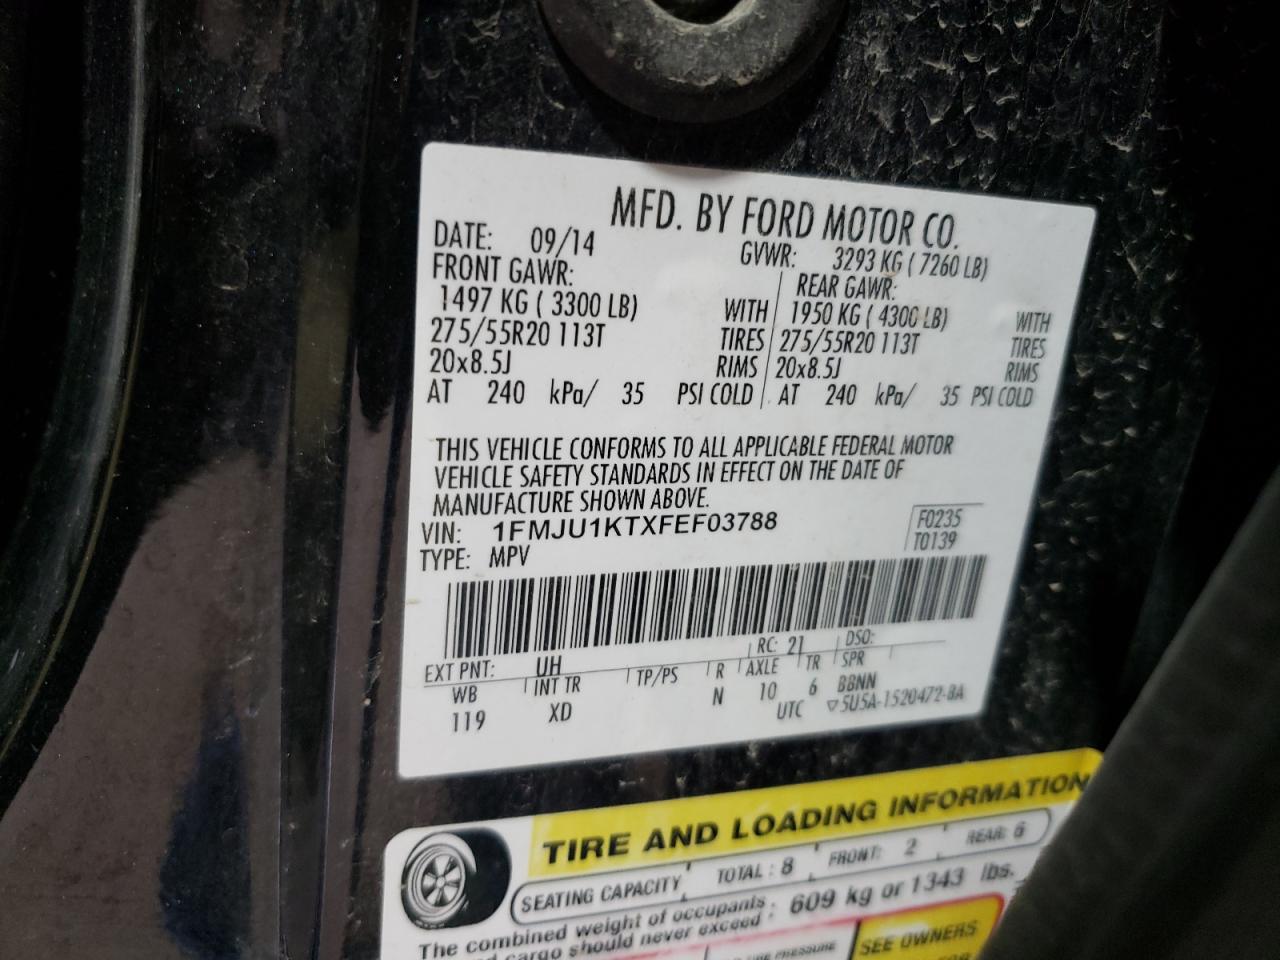 MFD. BY FORD MOTOR CO.
DATE: 09/14 GVWR: 3293 KG ( 7260 LB)
FRONT GAWR: REAR GAWR:
1497 KG ( 3300 LB) WITH 1950 KG ( 4300 LB) WITH
275/55R20 113T TIRES 275/55R20 113T TIRES
20x8.5J RIMS 20x8.5J RIMS
AT 240 kPa/ 35 PSI COLD AT 240 kPa/ 35 PSI COLD
THIS VEHICLE CONFORMS TO ALL APPLICABLE FEDERAL MOTOR
VEHICLE SAFETY STANDARDS IN EFFECT ON THE DATE OF
MANUFACTURE SHOWN ABOVE.
VIN: 1FMJU1KTXFEF03788 F0235
TYPE: MPV T0139
EXT PNT: UH RC: 21 DSO:
WB INT TR TP/PS R AXLE TR SPR
119 XD N 10 6 BBNN
UTC ▽5U5A-1520472-BA
TIRE AND LOADING INFORMATION
SEATING CAPACITY TOTAL : 8 FRONT: 2 REAR: 6
The combined weight of occupants : 609 kg or 1343 lbs.
cargo should never exceed
PRESSURE SEE OWNERS